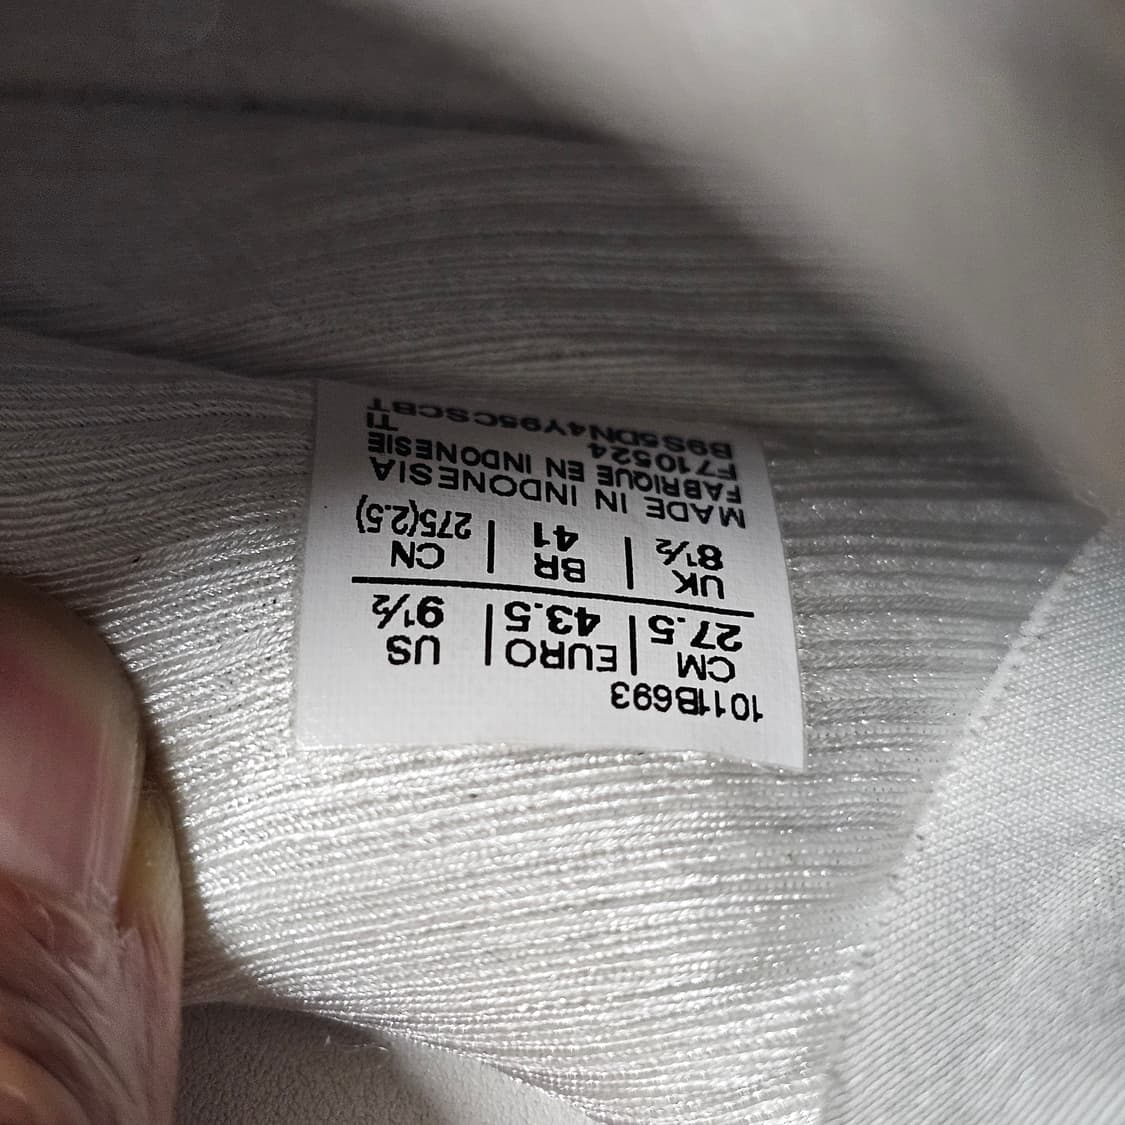 1011B693
CM | EURO | US
27.5 | 43.5 | 9½
UK | BR | CN
8½ | 41 | 275(2.5)
MADE IN INDONESIA
FABRIQUE EN INDONESIE
F710524 TI
B9S5DN4Y95CSCBT